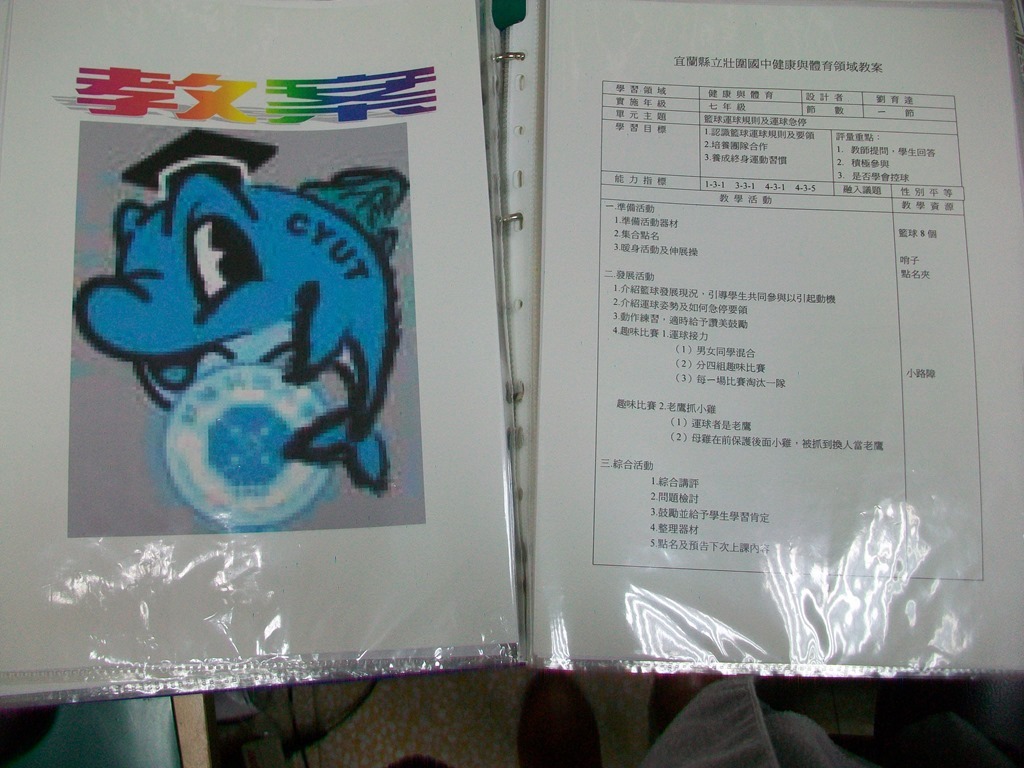 教案
CYUT
宜蘭縣立壯圍國中健康與體育領域教案
學習領域 健康與體育 設計者 劉育達
實施年級 七年級 節數 一節
單元主題 籃球運球規則及運球急停
學習目標 1.認識籃球運球規則及要領 評量重點：
2.培養團隊合作 1. 教師提問，學生回答
3.養成終身運動習慣 2. 積極參與
3. 是否學會控球
能力指標 1-3-1 3-3-1 4-3-1 4-3-5 融入議題 性別平等
教學活動 教學資源
一.準備活動
1.準備活動器材 籃球8個
2.集合點名
3.暖身活動及伸展操 哨子
點名夾
二.發展活動
1.介紹籃球發展現況，引導學生共同參與以引起動機
2.介紹運球姿勢及如何急停要領
3.動作練習，適時給予讚美鼓勵
4.趣味比賽 1.運球接力
（1）男女同學混合
（2）分四組趣味比賽 小路障
（3）每一場比賽淘汰一隊
趣味比賽 2.老鷹抓小雞
（1）運球者是老鷹
（2）母雞在前保護後面小雞，被抓到換人當老鷹
三.綜合活動
1.綜合講評
2.問題檢討
3.鼓勵並給予學生學習肯定
4.整理器材
5.點名及預告下次上課內容